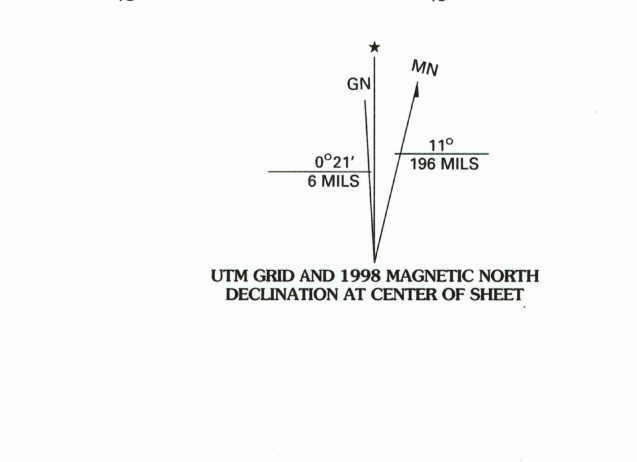 ★
GN
MN
0°21'
6 MILS
11°
196 MILS
UTM GRID AND 1998 MAGNETIC NORTH
DECLINATION AT CENTER OF SHEET